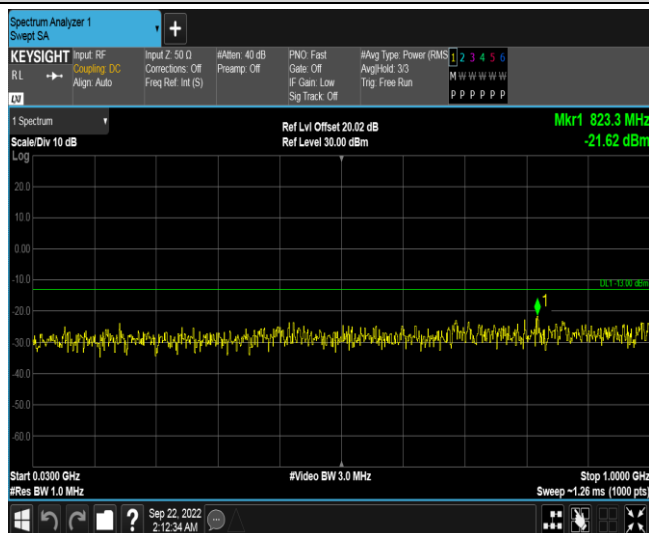 Spectrum Analyzer 1
Swept SA
+
KEYSIGHT
RL
LXI
Input: RF
Coupling: DC
Align: Auto
Input Z: 50 Ω
Corrections: Off
Freq Ref: Int (S)
#Atten: 40 dB
Preamp: Off
PNO: Fast
Gate: Off
IF Gain: Low
Sig Track: Off
#Avg Type: Power (RMS
Avg|Hold: 3/3
Trig: Free Run
1 2 3 4 5 6
M W W W W W
P P P P P P
1 Spectrum
Scale/Div 10 dB
Ref Lvl Offset 20.02 dB
Ref Level 30.00 dBm
Mkr1 823.3 MHz
-21.62 dBm
Log
20.0
10.0
0.00
-10.0
DL1 -13.00 dBm
1
-20.0
-30.0
-40.0
-50.0
-60.0
Start 0.0300 GHz
#Res BW 1.0 MHz
#Video BW 3.0 MHz
Stop 1.0000 GHz
Sweep ~1.26 ms (1000 pts)
?
Sep 22, 2022
2:12:34 AM